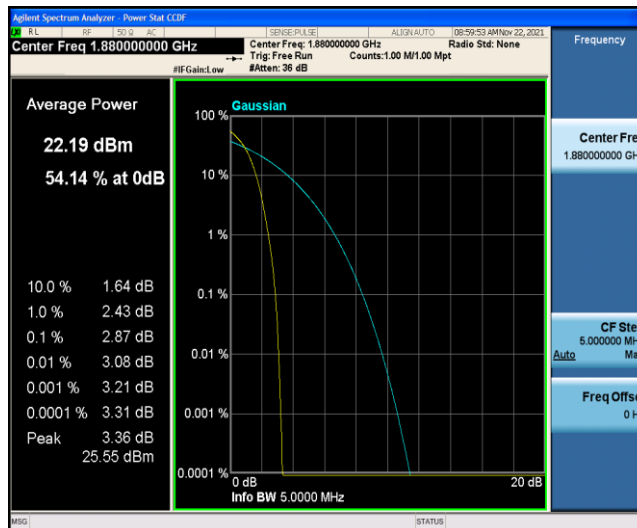 Agilent Spectrum Analyzer - Power Stat CCDF
RL RF 50 Ω AC SENSE:PULSE ALIGN AUTO 08:59:53 AM Nov 22, 2021
Center Freq 1.880000000 GHz
Center Freq: 1.880000000 GHz Radio Std: None
Trig: Free Run Counts:1.00 M/1.00 Mpt
#IFGain:Low #Atten: 36 dB
Frequency
Average Power
22.19 dBm
54.14 % at 0dB
10.0 % 1.64 dB
1.0 % 2.43 dB
0.1 % 2.87 dB
0.01 % 3.08 dB
0.001 % 3.21 dB
0.0001 % 3.31 dB
Peak 3.36 dB
25.55 dBm
Gaussian
100 %
10 %
1 %
0.1 %
0.01 %
0.001 %
0.0001 %
0 dB 20 dB
Info BW 5.0000 MHz
Center Fre
1.880000000 GH
CF Ste
5.000000 MH
Auto Ma
Freq Offs
0 H
MSG STATUS